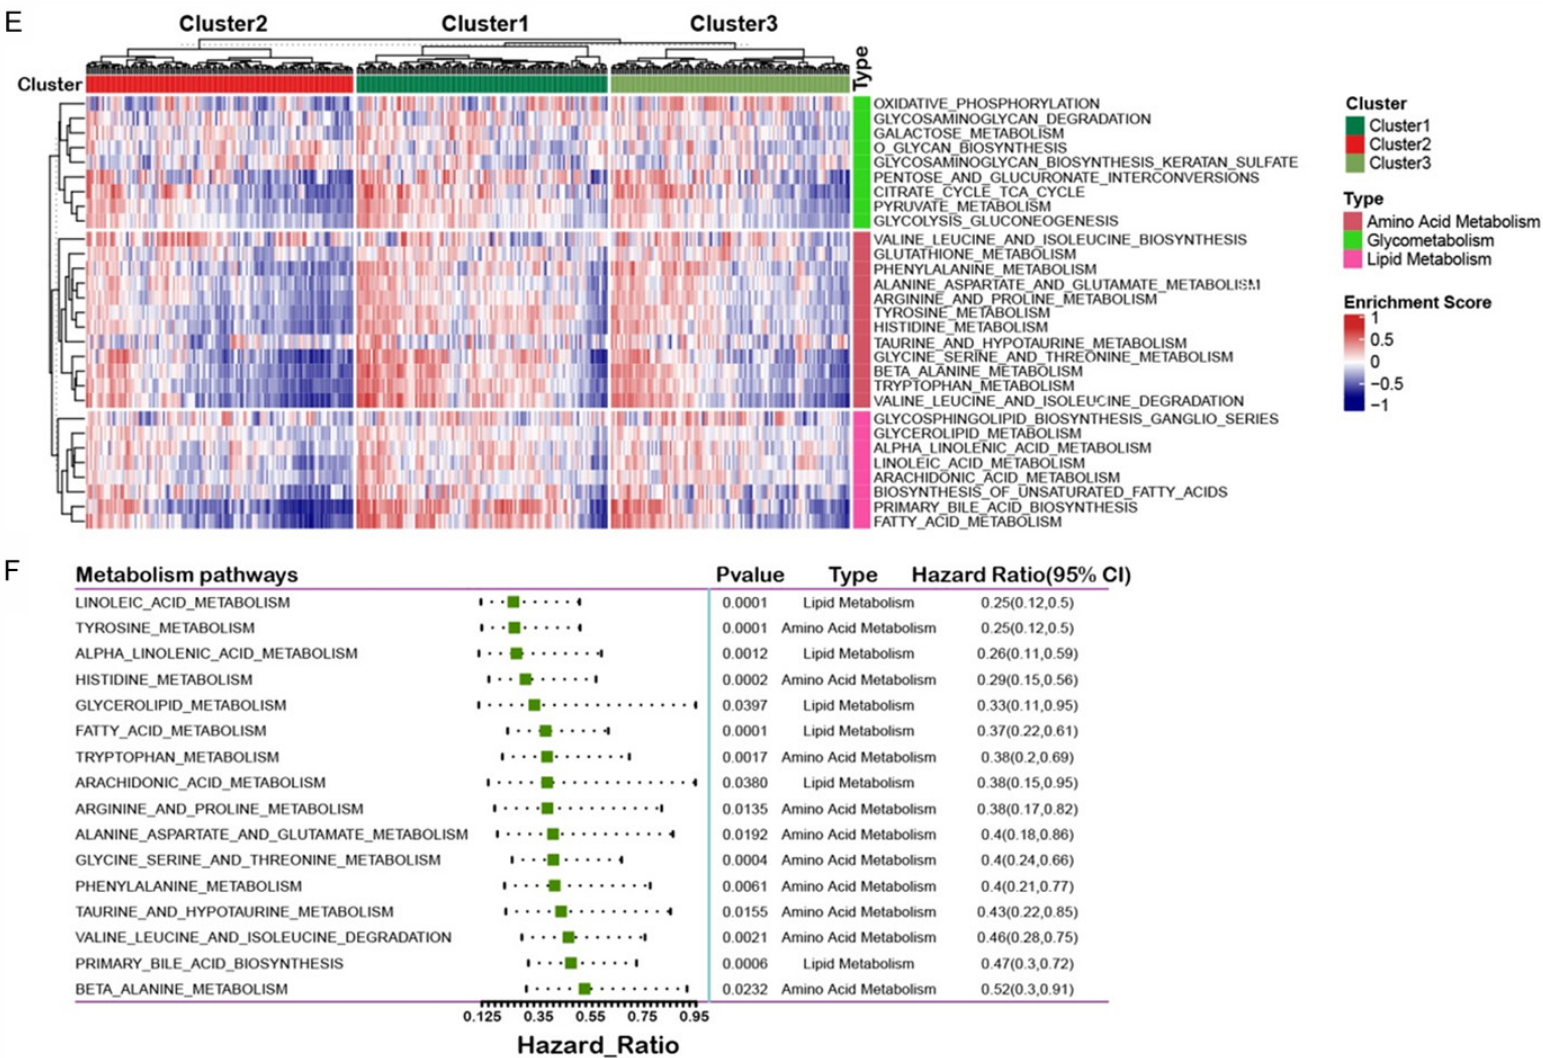 E
Cluster2 Cluster1 Cluster3
Cluster
Type
OXIDATIVE_PHOSPHORYLATION
GLYCOSAMINOGLYCAN_DEGRADATION
GALACTOSE_METABOLISM
O_GLYCAN_BIOSYNTHESIS
GLYCOSAMINOGLYCAN_BIOSYNTHESIS_KERATAN_SULFATE
PENTOSE_AND_GLUCURONATE_INTERCONVERSIONS
CITRATE_CYCLE_TCA_CYCLE
PYRUVATE_METABOLISM
GLYCOLYSIS_GLUCONEOGENESIS
VALINE_LEUCINE_AND_ISOLEUCINE_BIOSYNTHESIS
GLUTATHIONE_METABOLISM
PHENYLALANINE_METABOLISM
ALANINE_ASPARTATE_AND_GLUTAMATE_METABOLISM
ARGININE_AND_PROLINE_METABOLISM
TYROSINE_METABOLISM
HISTIDINE_METABOLISM
TAURINE_AND_HYPOTAURINE_METABOLISM
GLYCINE_SERINE_AND_THREONINE_METABOLISM
BETA_ALANINE_METABOLISM
TRYPTOPHAN_METABOLISM
VALINE_LEUCINE_AND_ISOLEUCINE_DEGRADATION
GLYCOSPHINGOLIPID_BIOSYNTHESIS_GANGLIO_SERIES
GLYCEROLIPID_METABOLISM
ALPHA_LINOLENIC_ACID_METABOLISM
LINOLEIC_ACID_METABOLISM
ARACHIDONIC_ACID_METABOLISM
BIOSYNTHESIS_OF_UNSATURATED_FATTY_ACIDS
PRIMARY_BILE_ACID_BIOSYNTHESIS
FATTY_ACID_METABOLISM
Cluster
Cluster1
Cluster2
Cluster3
Type
Amino Acid Metabolism
Glycometabolism
Lipid Metabolism
Enrichment Score
1
0.5
0
−0.5
−1
F
Metabolism pathways Pvalue Type Hazard Ratio(95% CI)
LINOLEIC_ACID_METABOLISM 0.0001 Lipid Metabolism 0.25(0.12,0.5)
TYROSINE_METABOLISM 0.0001 Amino Acid Metabolism 0.25(0.12,0.5)
ALPHA_LINOLENIC_ACID_METABOLISM 0.0012 Lipid Metabolism 0.26(0.11,0.59)
HISTIDINE_METABOLISM 0.0002 Amino Acid Metabolism 0.29(0.15,0.56)
GLYCEROLIPID_METABOLISM 0.0397 Lipid Metabolism 0.33(0.11,0.95)
FATTY_ACID_METABOLISM 0.0001 Lipid Metabolism 0.37(0.22,0.61)
TRYPTOPHAN_METABOLISM 0.0017 Amino Acid Metabolism 0.38(0.2,0.69)
ARACHIDONIC_ACID_METABOLISM 0.0380 Lipid Metabolism 0.38(0.15,0.95)
ARGININE_AND_PROLINE_METABOLISM 0.0135 Amino Acid Metabolism 0.38(0.17,0.82)
ALANINE_ASPARTATE_AND_GLUTAMATE_METABOLISM 0.0192 Amino Acid Metabolism 0.4(0.18,0.86)
GLYCINE_SERINE_AND_THREONINE_METABOLISM 0.0004 Amino Acid Metabolism 0.4(0.24,0.66)
PHENYLALANINE_METABOLISM 0.0061 Amino Acid Metabolism 0.4(0.21,0.77)
TAURINE_AND_HYPOTAURINE_METABOLISM 0.0155 Amino Acid Metabolism 0.43(0.22,0.85)
VALINE_LEUCINE_AND_ISOLEUCINE_DEGRADATION 0.0021 Amino Acid Metabolism 0.46(0.28,0.75)
PRIMARY_BILE_ACID_BIOSYNTHESIS 0.0006 Lipid Metabolism 0.47(0.3,0.72)
BETA_ALANINE_METABOLISM 0.0232 Amino Acid Metabolism 0.52(0.3,0.91)
0.125 0.35 0.55 0.75 0.95
Hazard_Ratio